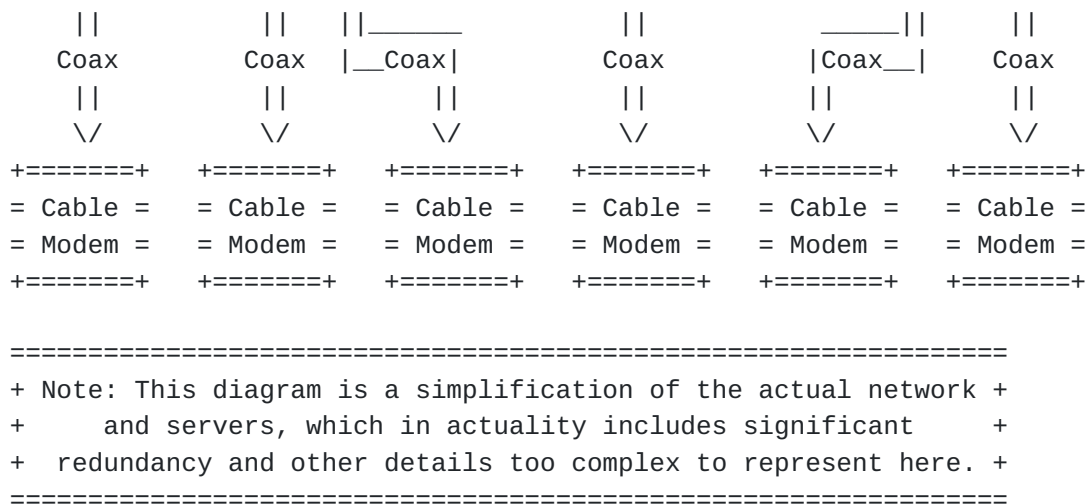 ||          ||   ||______          ||           _____||     ||
Coax        Coax  |__Coax|         Coax         |Coax__|    Coax
||          ||         ||          ||          ||           ||
\/          \/         \/          \/          \/           \/
+=======+   +=======+   +=======+   +=======+   +=======+   +=======+
= Cable =   = Cable =   = Cable =   = Cable =   = Cable =   = Cable =
= Modem =   = Modem =   = Modem =   = Modem =   = Modem =   = Modem =
+=======+   +=======+   +=======+   +=======+   +=======+   +=======+
================================================================
+ Note: This diagram is a simplification of the actual network +
+     and servers, which in actuality includes significant     +
+  redundancy and other details too complex to represent here. +
================================================================